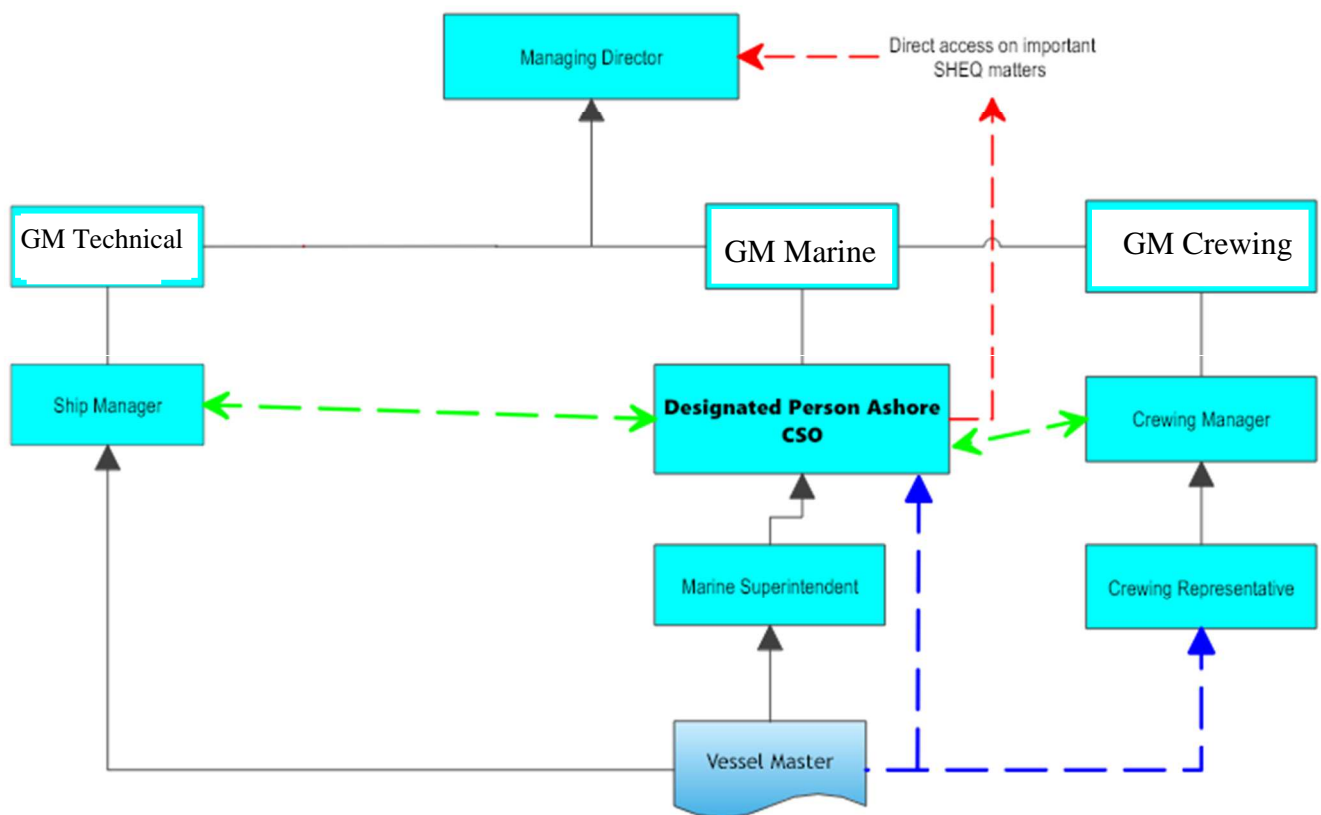 Managing Director
Direct access on important
SHEQ matters
GM Technical
GM Marine
GM Crewing
Ship Manager
Designated Person Ashore
CSO
Crewing Manager
Marine Superintendent
Crewing Representative
Vessel Master